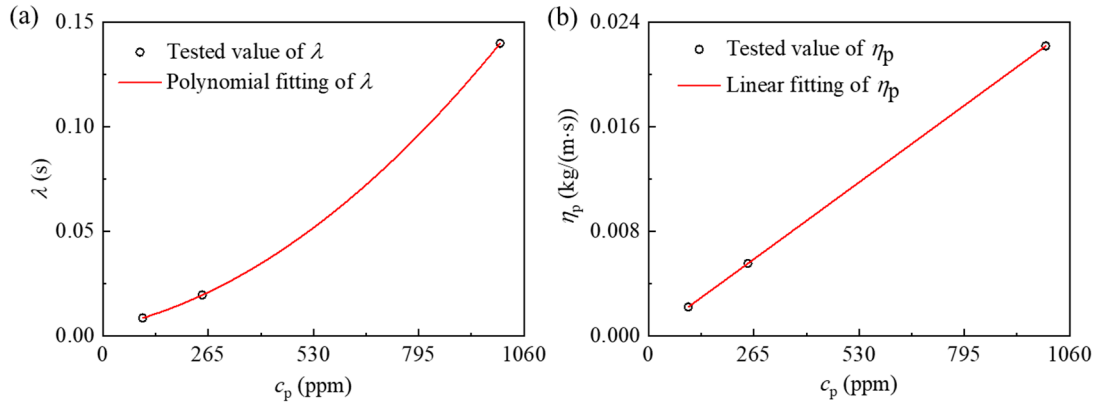 (a)
0.15
0.10
0.05
0.00
λ (s)
Tested value of λ
Polynomial fitting of λ
0
265
530
795
1060
cp (ppm)
(b)
0.024
0.016
0.008
0.000
ηp (kg/(m·s))
Tested value of ηp
Linear fitting of ηp
0
265
530
795
1060
cp (ppm)